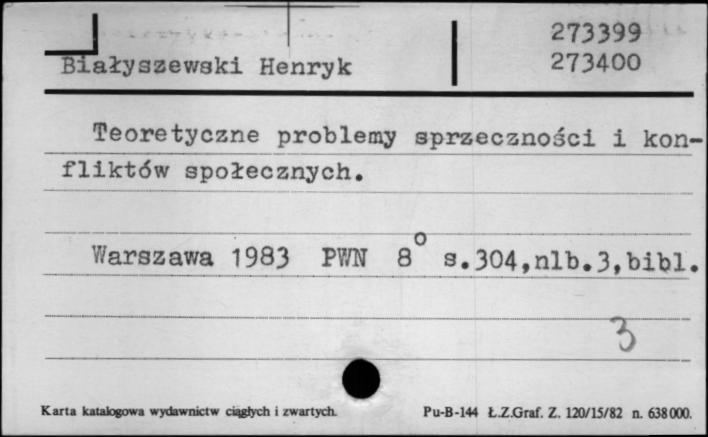 273399
Białyszewski Henryk 273400
Teoretyczne problemy sprzeczności i kon-
fliktów społecznych.
Warszawa 1983 PWN 8° s.304,nlb.3,bibl.
3
Karta katalogowa wydawnictw ciągłych i zwartych. Pu-B-144 Ł.Z.Graf. Z. 120/15/82 n. 638000.